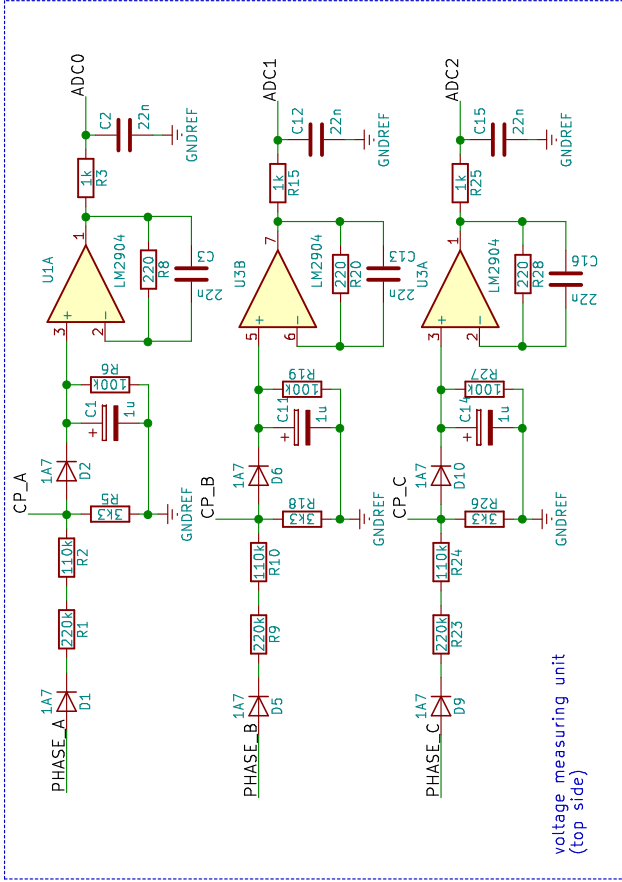 ADC0
C2
22n
GNDREF
1k
R3
1
U1A
LM2904
220
R8
C3
22n
3
+
2
-
R6
100k
C1
+
1u
1A7
D2
CP_A
R5
3k3
GNDREF
110k
R2
220k
R1
1A7
D1
PHASE_A
ADC1
C12
22n
GNDREF
1k
R15
7
U3B
LM2904
220
R20
C13
22n
5
+
6
-
R19
100k
C11
+
1u
1A7
D6
CP_B
R18
3k3
GNDREF
110k
R10
220k
R9
1A7
D5
PHASE_B
ADC2
C15
22n
GNDREF
1k
R25
1
U3A
LM2904
220
R28
C16
22n
3
+
2
-
R27
100k
C14
+
1u
1A7
D10
CP_C
R26
3k3
GNDREF
110k
R24
220k
R23
1A7
D9
PHASE_C
voltage measuring unit
(top side)